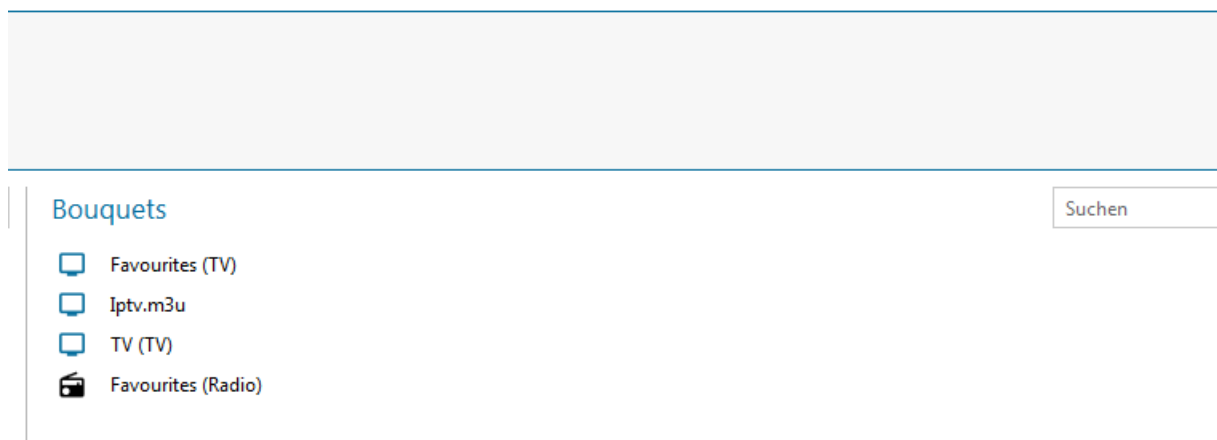 Bouquets
Suchen
Favourites (TV)
Iptv.m3u
TV (TV)
Favourites (Radio)